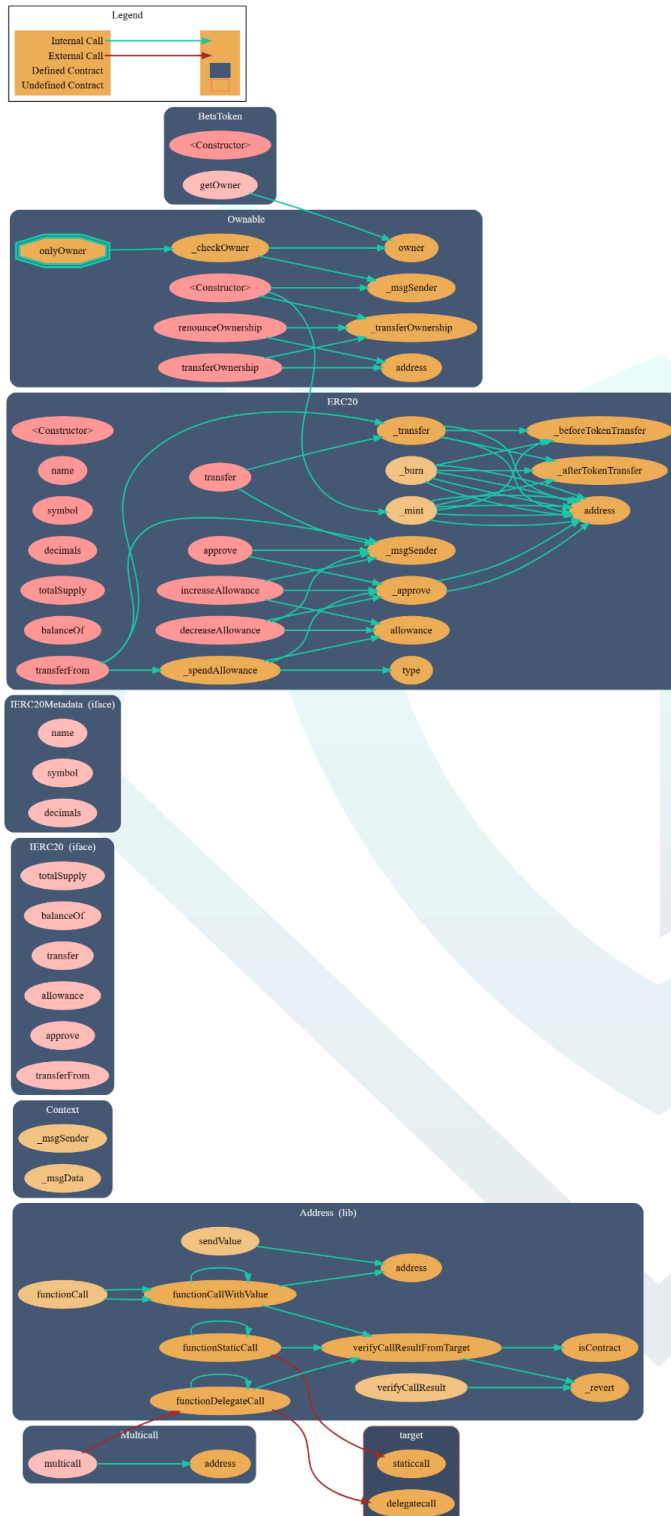 Legend
Internal Call
External Call
Defined Contract
Undefined Contract
BetsToken
<Constructor>
getOwner
Ownable
onlyOwner
_checkOwner
owner
<Constructor>
_msgSender
renounceOwnership
_transferOwnership
transferOwnership
address
ERC20
<Constructor>
_transfer
_beforeTokenTransfer
name
transfer
_burn
_afterTokenTransfer
symbol
_mint
address
decimals
approve
_msgSender
totalSupply
increaseAllowance
_approve
balanceOf
decreaseAllowance
allowance
transferFrom
_spendAllowance
type
IERC20Metadata (iface)
name
symbol
decimals
IERC20 (iface)
totalSupply
balanceOf
transfer
allowance
approve
transferFrom
Context
_msgSender
_msgData
Address (lib)
sendValue
address
functionCall
functionCallWithValue
functionStaticCall
verifyCallResultFromTarget
isContract
verifyCallResult
_revert
functionDelegateCall
Multicall
multicall
address
target
staticcall
delegatecall